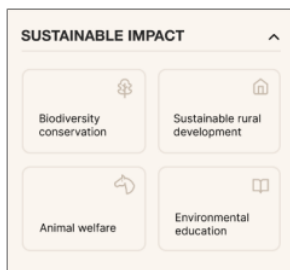 SUSTAINABLE IMPACT
Biodiversity
conservation
Sustainable rural
development
Animal welfare
Environmental
education